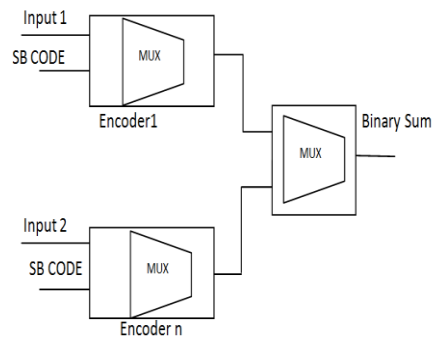 Input 1
SB CODE
MUX
Encoder1
MUX
Binary Sum
Input 2
SB CODE
MUX
Encoder n